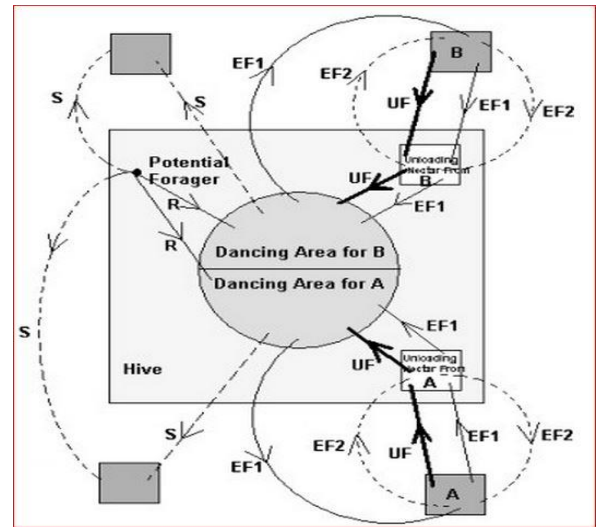 B
EF1
EF2
UF
EF1
EF2
S
S
Potential
Forager
Unloading
Nectar From
B
UF
EF1
R
R
Dancing Area for B
Dancing Area for A
S
EF1
Hive
UF
Unloading
Nectar From
A
S
EF1
EF2
UF
EF1
EF2
A